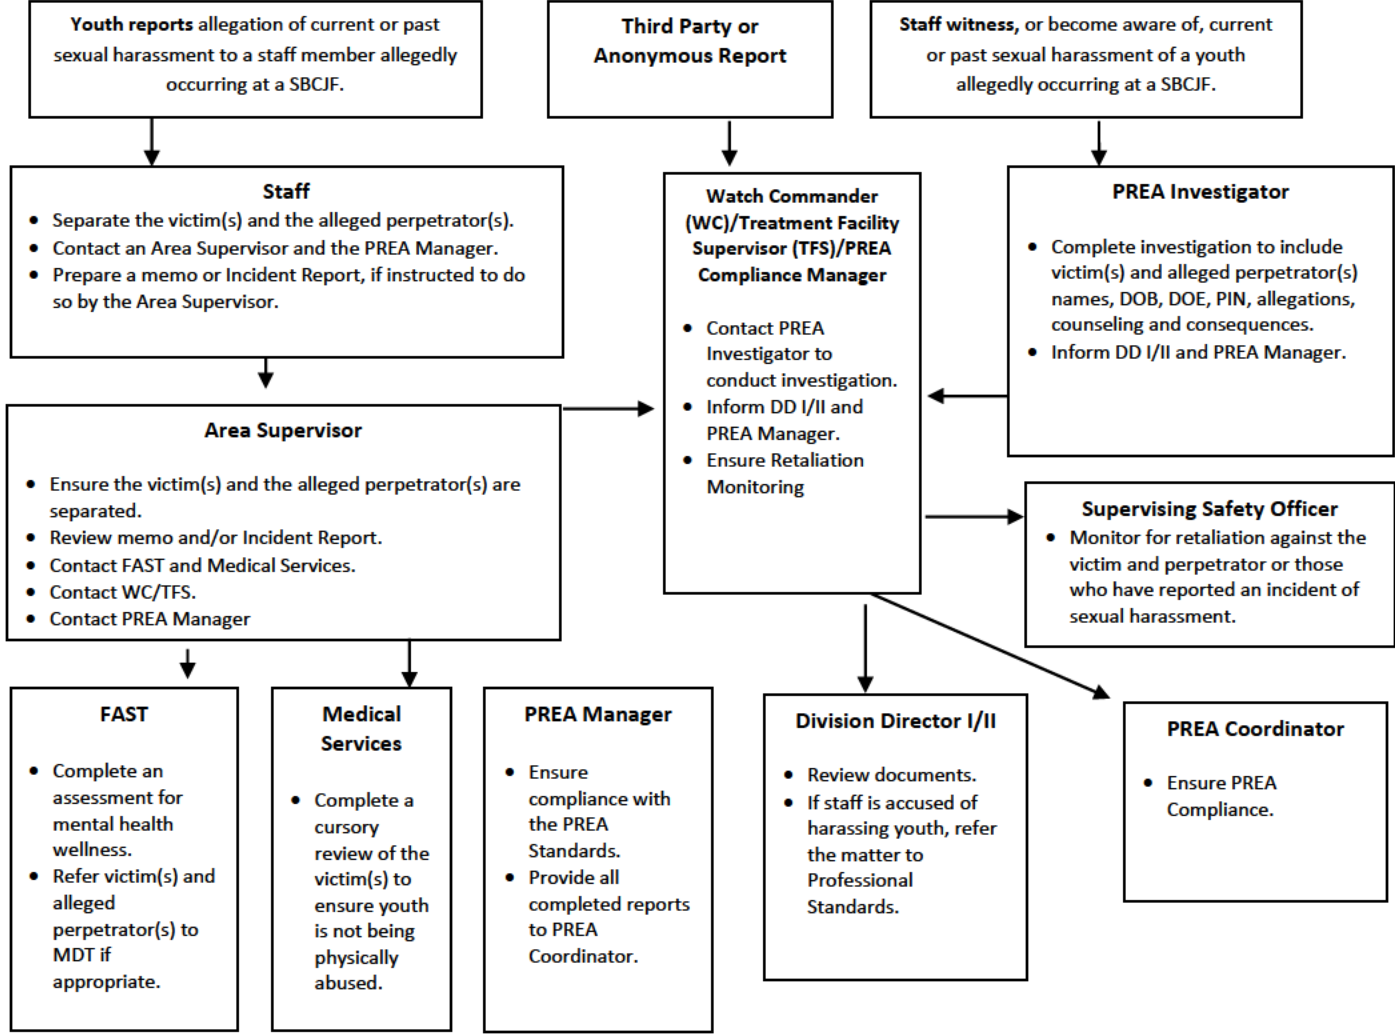 Youth reports allegation of current or past
sexual harassment to a staff member allegedly
occurring at a SBCJF.
Third Party or
Anonymous Report
Staff witness, or become aware of, current
or past sexual harassment of a youth
allegedly occurring at a SBCJF.
Staff
• Separate the victim(s) and the alleged perpetrator(s).
• Contact an Area Supervisor and the PREA Manager.
• Prepare a memo or Incident Report, if instructed to do
so by the Area Supervisor.
Watch Commander
(WC)/Treatment Facility
Supervisor (TFS)/PREA
Compliance Manager
• Contact PREA
Investigator to
conduct investigation.
• Inform DD I/II and
PREA Manager.
• Ensure Retaliation
Monitoring
PREA Investigator
• Complete investigation to include
victim(s) and alleged perpetrator(s)
names, DOB, DOE, PIN, allegations,
counseling and consequences.
• Inform DD I/II and PREA Manager.
Area Supervisor
• Ensure the victim(s) and the alleged perpetrator(s) are
separated.
• Review memo and/or Incident Report.
• Contact FAST and Medical Services.
• Contact WC/TFS.
• Contact PREA Manager
Supervising Safety Officer
• Monitor for retaliation against the
victim and perpetrator or those
who have reported an incident of
sexual harassment.
FAST
• Complete an
assessment for
mental health
wellness.
• Refer victim(s) and
alleged
perpetrator(s) to
MDT if
appropriate.
Medical
Services
• Complete a
cursory
review of the
victim(s) to
ensure youth
is not being
physically
abused.
PREA Manager
• Ensure
compliance with
the PREA
Standards.
• Provide all
completed reports
to PREA
Coordinator.
Division Director I/II
• Review documents.
• If staff is accused of
harassing youth, refer
the matter to
Professional
Standards.
PREA Coordinator
• Ensure PREA
Compliance.